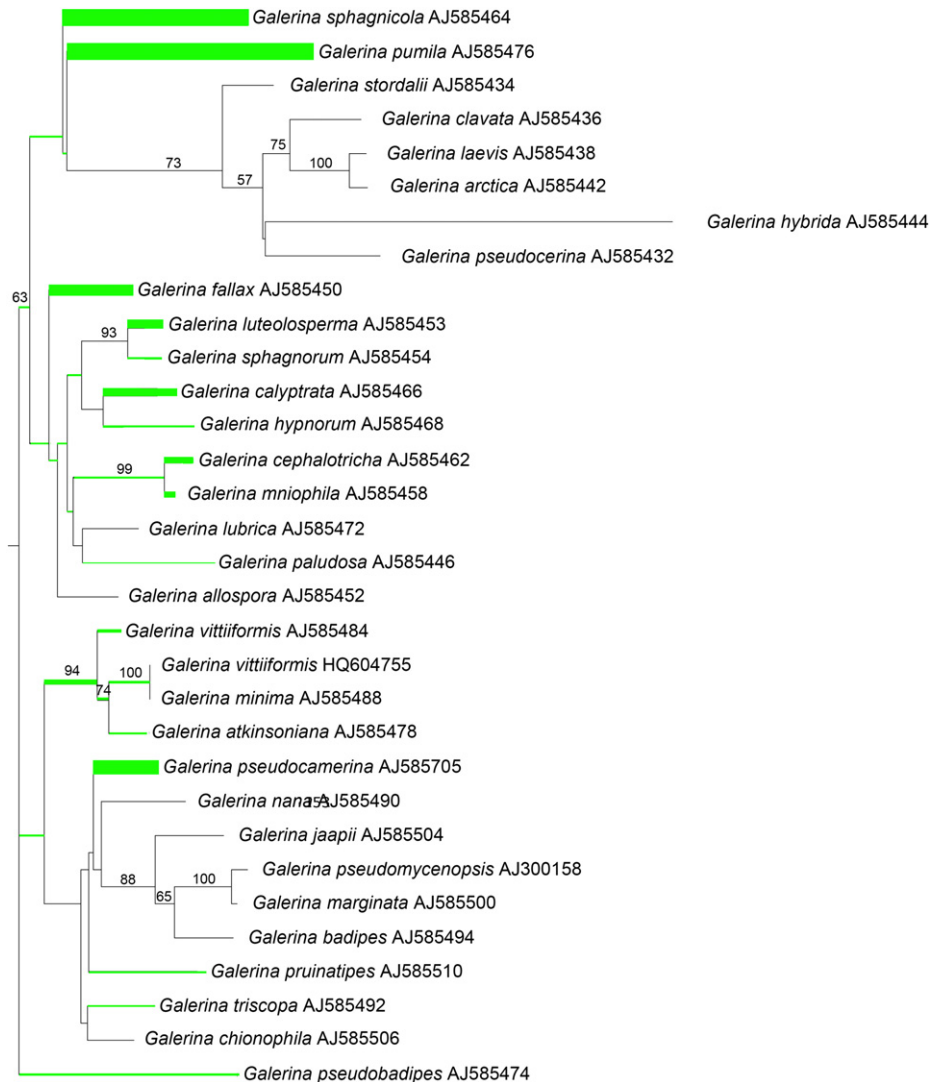 Galerina sphagnicola AJ585464
Galerina pumila AJ585476
Galerina stordalii AJ585434
Galerina clavata AJ585436
75
Galerina laevis AJ585438
73
100
Galerina arctica AJ585442
57
Galerina hybrida AJ585444
Galerina pseudocerina AJ585432
Galerina fallax AJ585450
63
Galerina luteolosperma AJ585453
93
Galerina sphagnorum AJ585454
Galerina calyptrata AJ585466
Galerina hypnorum AJ585468
Galerina cephalotricha AJ585462
99
Galerina mniophila AJ585458
Galerina lubrica AJ585472
Galerina paludosa AJ585446
Galerina allospora AJ585452
Galerina vittiiformis AJ585484
Galerina vittiiformis HQ604755
94
100
74
Galerina minima AJ585488
Galerina atkinsoniana AJ585478
Galerina pseudocamerina AJ585705
Galerina nana AJ585490
Galerina jaapii AJ585504
Galerina pseudomycenopsis AJ300158
88
100
65
Galerina marginata AJ585500
Galerina badipes AJ585494
Galerina pruinatipes AJ585510
Galerina triscopa AJ585492
Galerina chionophila AJ585506
Galerina pseudobadipes AJ585474